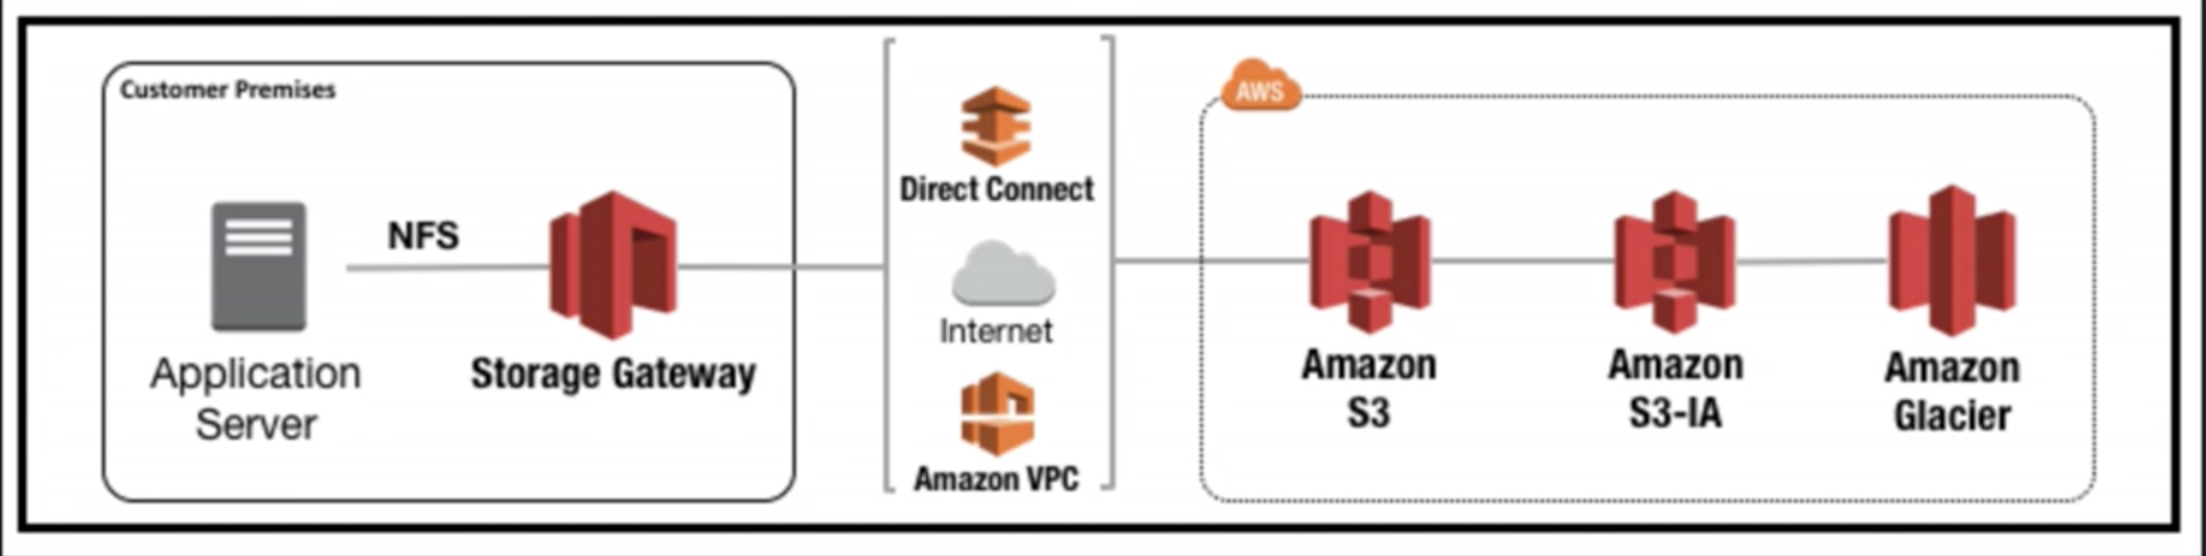 Customer Premises
NFS
Application
Server
Storage Gateway
Direct Connect
Internet
Amazon VPC
AWS
Amazon
S3
Amazon
S3-IA
Amazon
Glacier